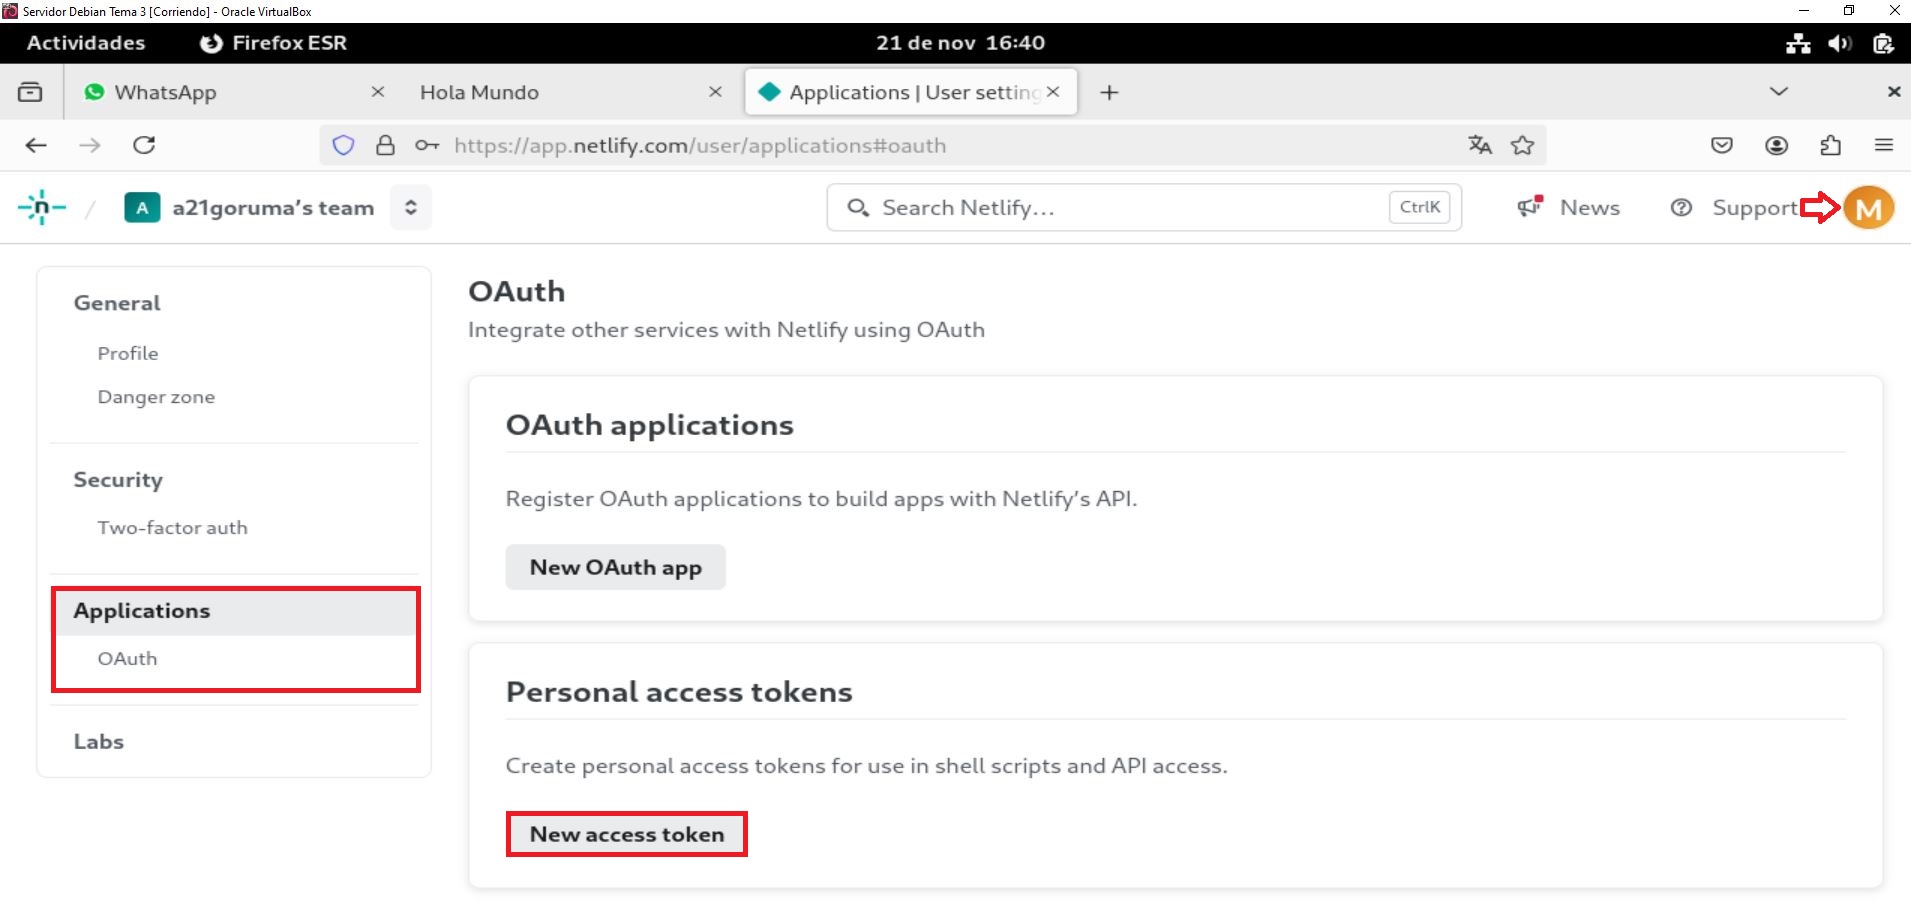 Servidor Debian Tema 3 [Corriendo] - Oracle VirtualBox
Actividades Firefox ESR 21 de nov 16:40
WhatsApp Hola Mundo Applications | User setting
https://app.netlify.com/user/applications#oauth
n / A a21goruma's team Search Netlify... CtrlK News Support M
General
Profile
Danger zone
Security
Two-factor auth
Applications
OAuth
Labs
OAuth
Integrate other services with Netlify using OAuth
OAuth applications
Register OAuth applications to build apps with Netlify's API.
New OAuth app
Personal access tokens
Create personal access tokens for use in shell scripts and API access.
New access token